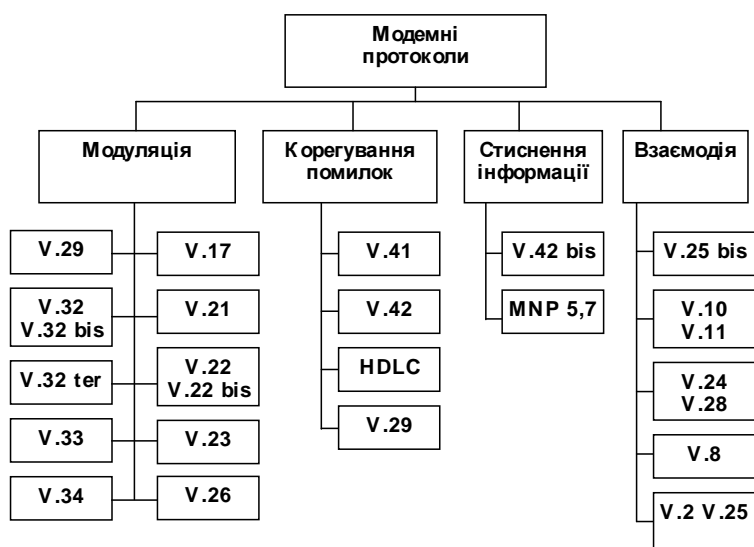 Модемні
протоколи
Модуляція
Корегування
помилок
Стиснення
інформації
Взаємодія
V.29
V.17
V.32
V.32 bis
V.21
V.32 ter
V.22
V.22 bis
V.33
V.23
V.34
V.26
V.41
V.42
HDLC
V.29
V.42 bis
MNP 5,7
V.25 bis
V.10
V.11
V.24
V.28
V.8
V.2 V.25